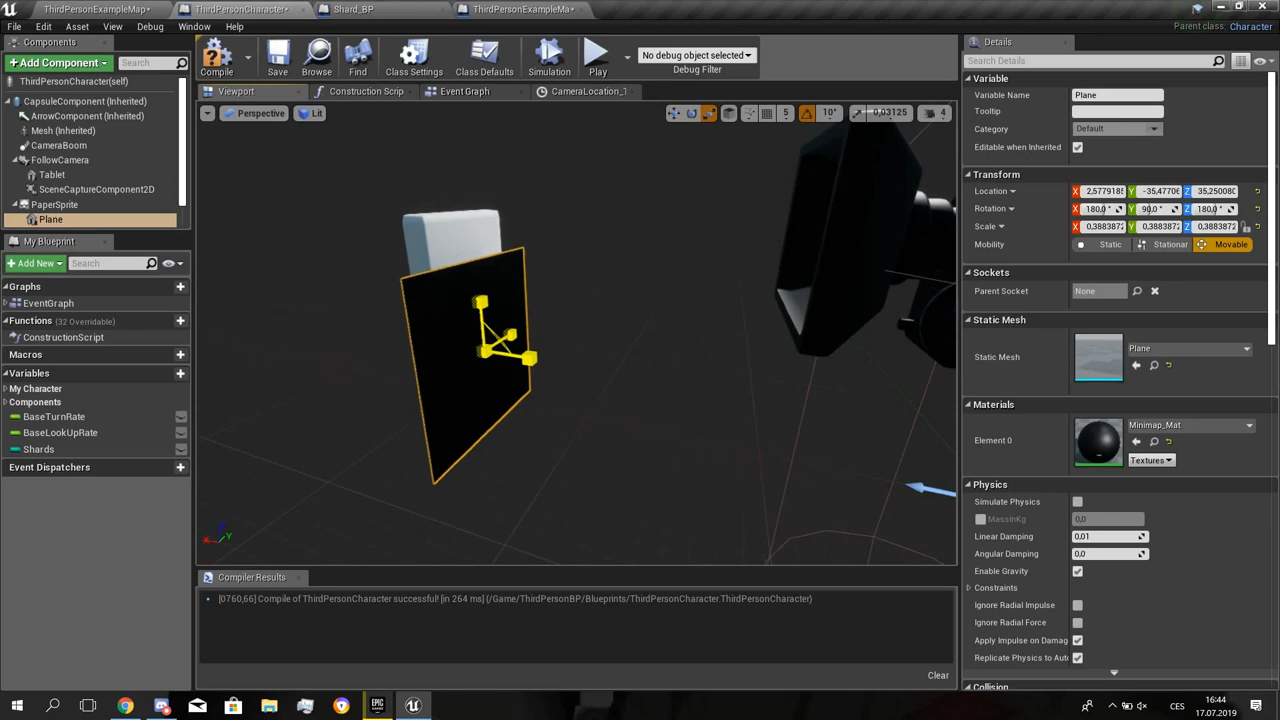 ThirdPersonExampleMap*
ThirdPersonCharacter*
Shard_BP
ThirdPersonExampleMa*
File Edit Asset View Debug Window Help
Parent class: Character
Components
+ Add Component
Search
ThirdPersonCharacter(self)
CapsuleComponent (Inherited)
ArrowComponent (Inherited)
Mesh (Inherited)
CameraBoom
FollowCamera
Tablet
SceneCaptureComponent2D
PaperSprite
Plane
My Blueprint
+ Add New
Search
Graphs
EventGraph
Functions (32 Overridable)
ConstructionScript
Macros
Variables
My Character
Components
BaseTurnRate
BaseLookUpRate
Shards
Event Dispatchers
Compile
Save
Browse
Find
Class Settings
Class Defaults
Simulation
Play
No debug object selected
Debug Filter
Viewport
Construction Scrip
Event Graph
CameraLocation_T
Perspective
Lit
5
10°
0,03125
4
X
Y
Compiler Results
[0760,66] Compile of ThirdPersonCharacter successful! [in 264 ms] (/Game/ThirdPersonBP/Blueprints/ThirdPersonCharacter.ThirdPersonCharacter)
Clear
Details
Search Details
Variable
Variable Name Plane
Tooltip
Category Default
Editable when Inherited
Transform
Location X 2,5779185 Y -35,47706 Z 35,250080
Rotation X 180,0 ° Y 90,0 ° Z 180,0 °
Scale X 0,3883872 Y 0,3883872 Z 0,3883872
Mobility Static Stationar Movable
Sockets
Parent Socket None
Static Mesh
Static Mesh Plane
Materials
Element 0 Minimap_Mat
Textures
Physics
Simulate Physics
MassInKg 0,0
Linear Damping 0,01
Angular Damping 0,0
Enable Gravity
Constraints
Ignore Radial Impulse
Ignore Radial Force
Apply Impulse on Damag
Replicate Physics to Auto
Collision
EPIC GAMES
CES
16:44
17.07.2019